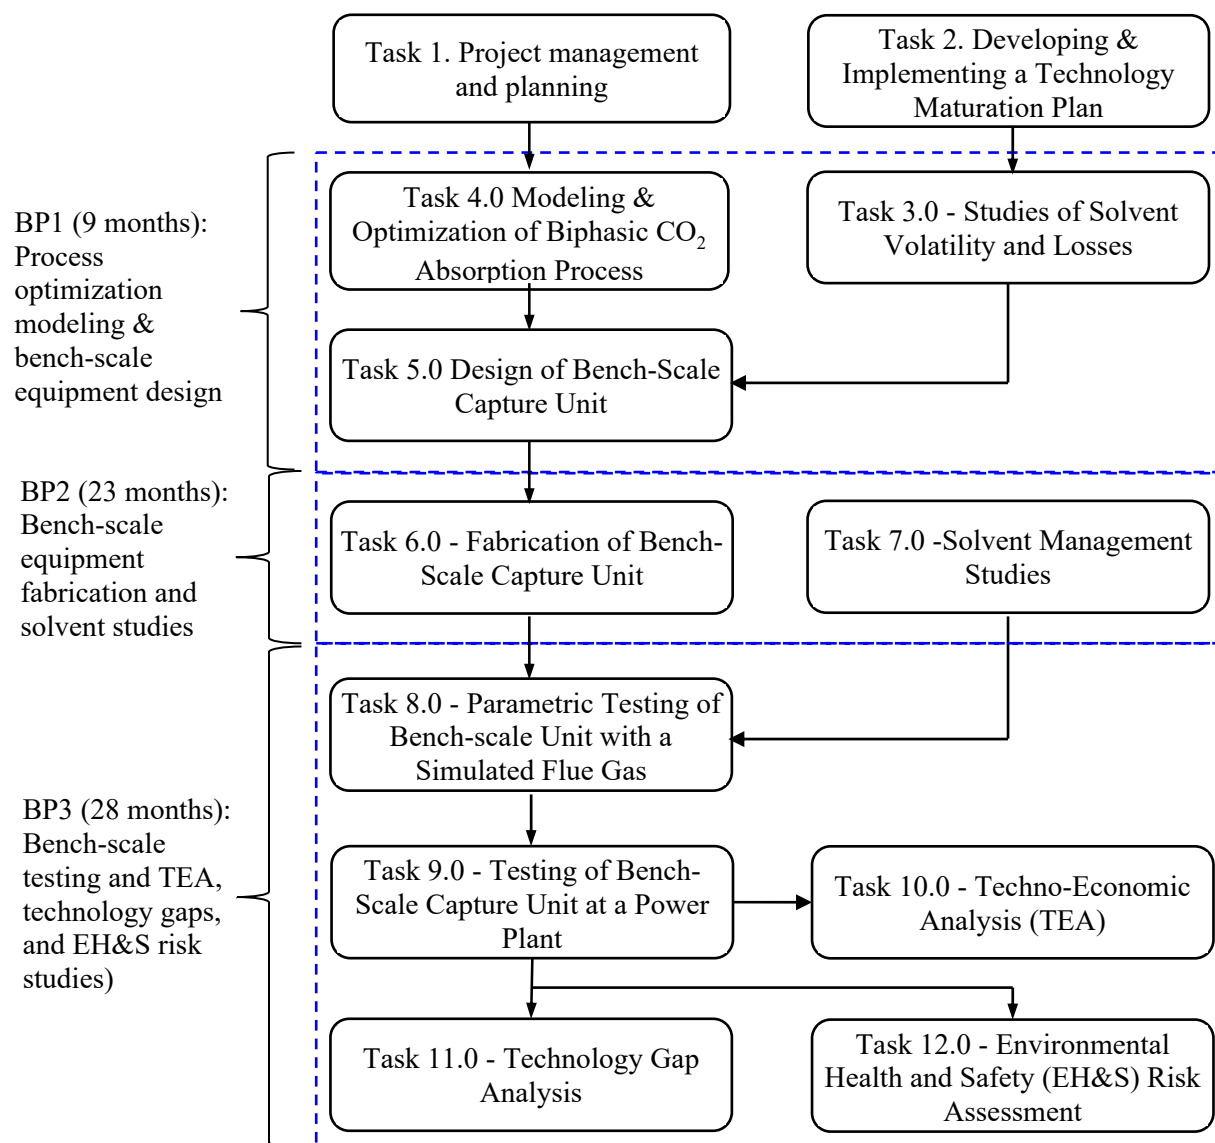 Task 1. Project management
and planning
Task 2. Developing &
Implementing a Technology
Maturation Plan
BP1 (9 months):
Process
optimization
modeling &
bench-scale
equipment design
Task 4.0 Modeling &
Optimization of Biphasic CO₂
Absorption Process
Task 3.0 - Studies of Solvent
Volatility and Losses
Task 5.0 Design of Bench-Scale
Capture Unit
BP2 (23 months):
Bench-scale
equipment
fabrication and
solvent studies
Task 6.0 - Fabrication of Bench-
Scale Capture Unit
Task 7.0 -Solvent Management
Studies
BP3 (28 months):
Bench-scale
testing and TEA,
technology gaps,
and EH&S risk
studies)
Task 8.0 - Parametric Testing of
Bench-scale Unit with a
Simulated Flue Gas
Task 9.0 - Testing of Bench-
Scale Capture Unit at a Power
Plant
Task 10.0 - Techno-Economic
Analysis (TEA)
Task 11.0 - Technology Gap
Analysis
Task 12.0 - Environmental
Health and Safety (EH&S) Risk
Assessment